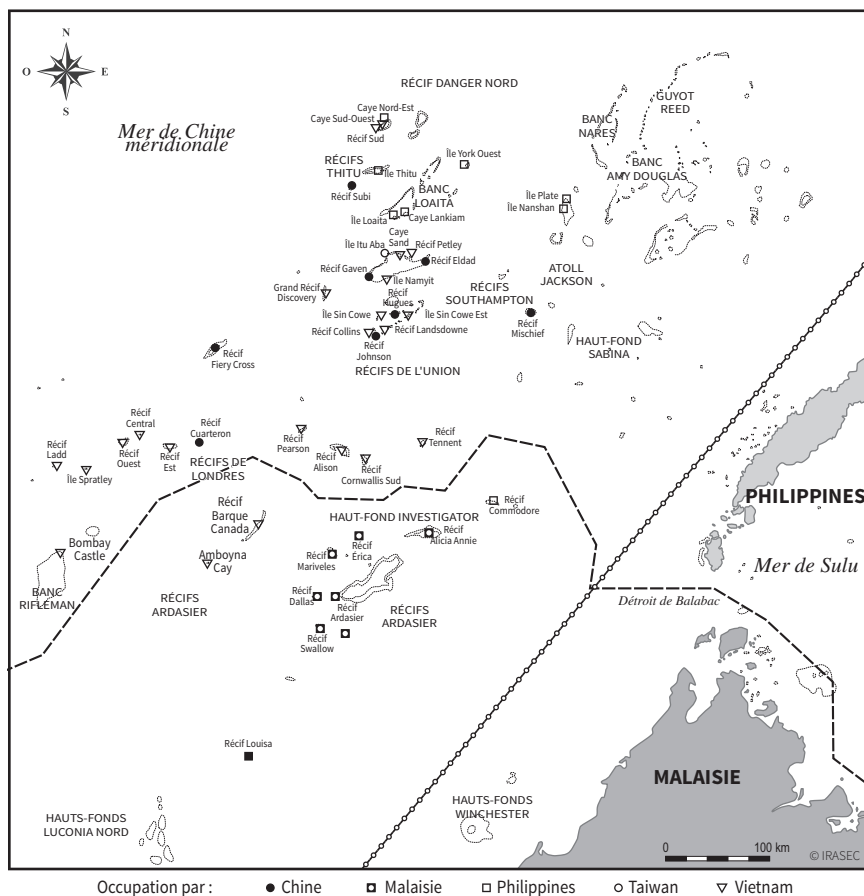 N
O
E
S
Mer de Chine
méridionale
RÉCIF DANGER NORD
Caye Nord-Est
Caye Sud-Ouest
Récif Sud
GUYOT
REED
BANC
NARES
BANC
AMY DOUGLAS
RÉCIFS
THITU
Île Thitu
Île York Ouest
Récif Subi
BANC
LOAITA
Île Loaita
Caye Lankiam
Île Plate
Île Nanshan
Caye
Sand
Île Itu Aba
Récif Petley
Récif Eldad
Récif Gaven
Île Namyit
ATOLL
JACKSON
Grand Récif
Discovery
Récif
Hugues
RÉCIFS
SOUTHAMPTON
Île Sin Cowe
Île Sin Cowe Est
Récif
Mischief
Récif Collins
Récif Landsdowne
Récif
Johnson
HAUT-FOND
SABINA
Récif
Fiery Cross
RÉCIFS DE L'UNION
Récif
Central
Récif
Cuarteron
Récif
Ladd
Récif
Ouest
Récif
Est
Île Spratley
RÉCIFS DE
LONDRES
Récif
Pearson
Récif
Alison
Récif
Cornwallis Sud
Récif
Tennent
PHILIPPINES
Récif
Barque
Canada
HAUT-FOND INVESTIGATOR
Récif
Commodore
Récif
Alicia Annie
Bombay
Castle
Amboyna
Cay
Récif
Mariveles
Récif
Érica
Mer de Sulu
BANC
RIFLEMAN
RÉCIFS
ARDASIER
Récif
Dallas
Récif
Ardasier
RÉCIFS
ARDASIER
Détroit de Balabac
Récif
Swallow
Récif Louisa
MALAISIE
HAUTS-FONDS
LUCONIA NORD
HAUTS-FONDS
WINCHESTER
0
100 km
© IRASEC
Occupation par : Chine Malaisie Philippines Taiwan Vietnam